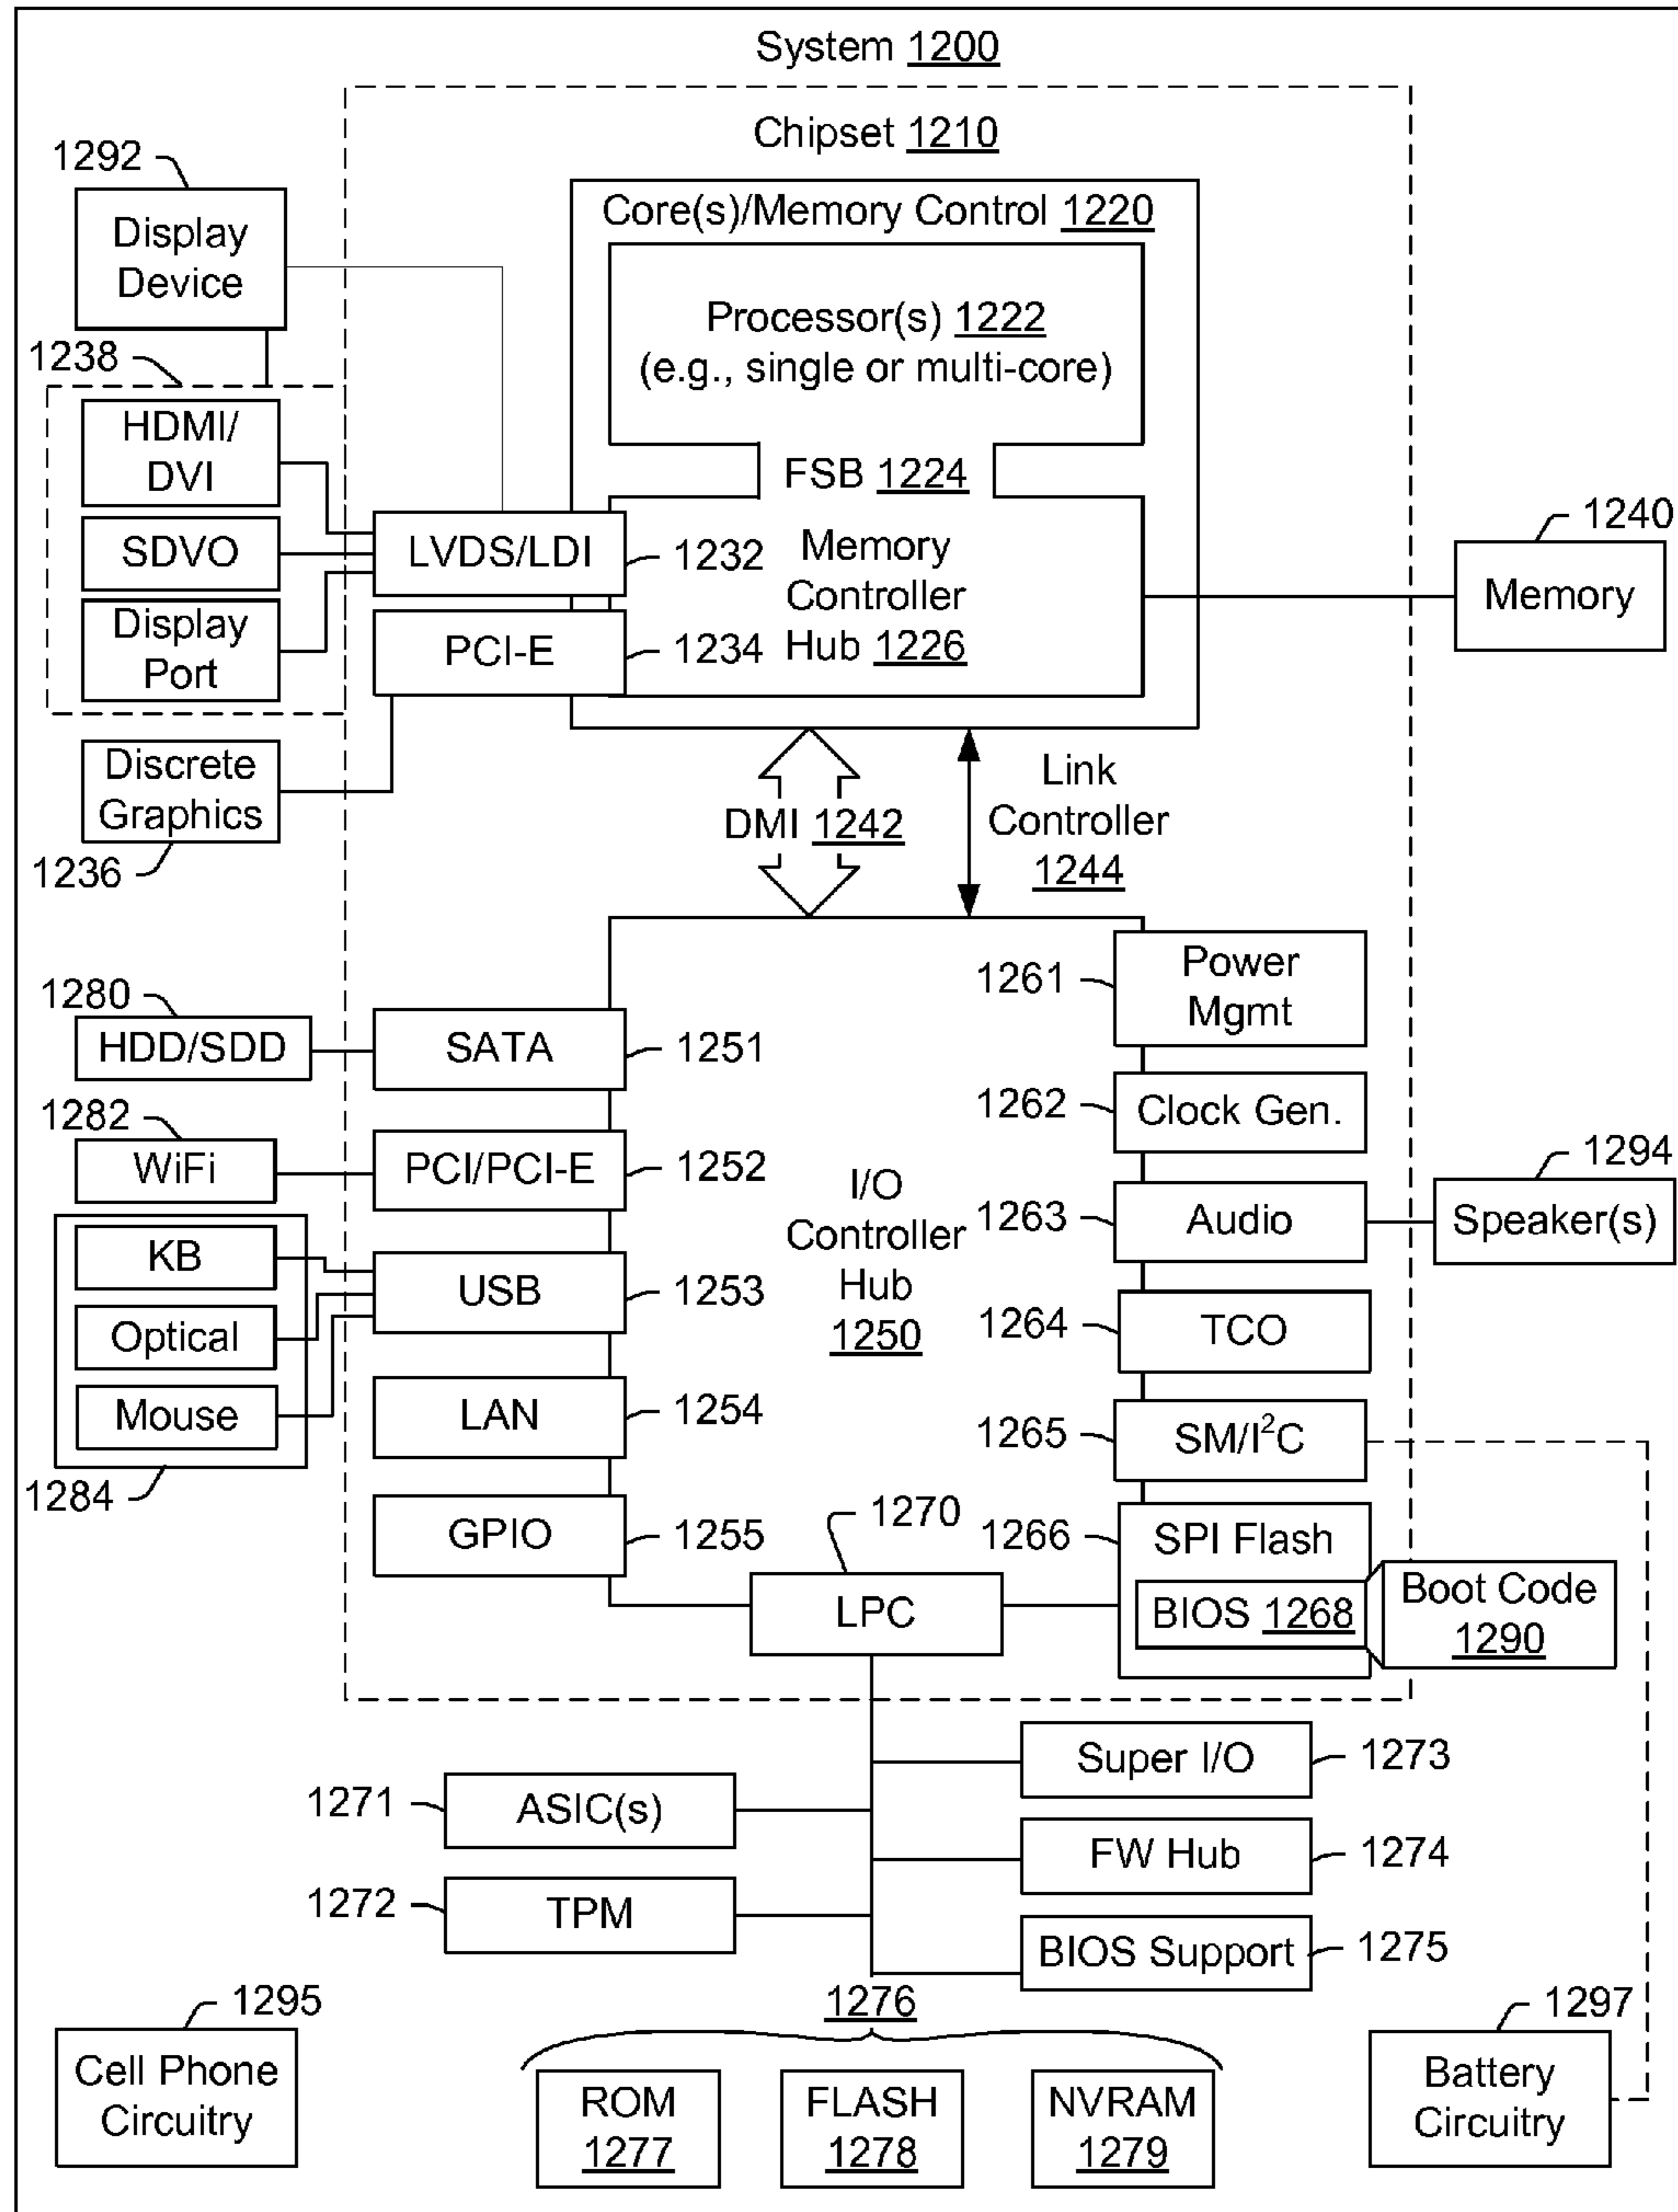 System 1200
Chipset 1210
1292
Display
Device
Core(s)/Memory Control 1220
Processor(s) 1222
(e.g., single or multi-core)
FSB 1224
Memory
Controller
Hub 1226
1238
HDMI/
DVI
SDVO
Display
Port
LVDS/LDI
1232
PCI-E
1234
1240
Memory
Discrete
Graphics
1236
DMI 1242
Link
Controller
1244
1280
HDD/SDD
SATA
1251
1282
WiFi
PCI/PCI-E
1252
KB
Optical
Mouse
1284
USB
1253
LAN
1254
GPIO
1255
I/O
Controller
Hub
1250
1261
Power
Mgmt
1262
Clock Gen.
1263
Audio
1294
Speaker(s)
1264
TCO
1265
SM/I²C
1266
SPI Flash
BIOS 1268
Boot Code
1290
1270
LPC
1271
ASIC(s)
1272
TPM
Super I/O
1273
FW Hub
1274
BIOS Support
1275
1295
Cell Phone
Circuitry
1276
ROM
1277
FLASH
1278
NVRAM
1279
1297
Battery
Circuitry